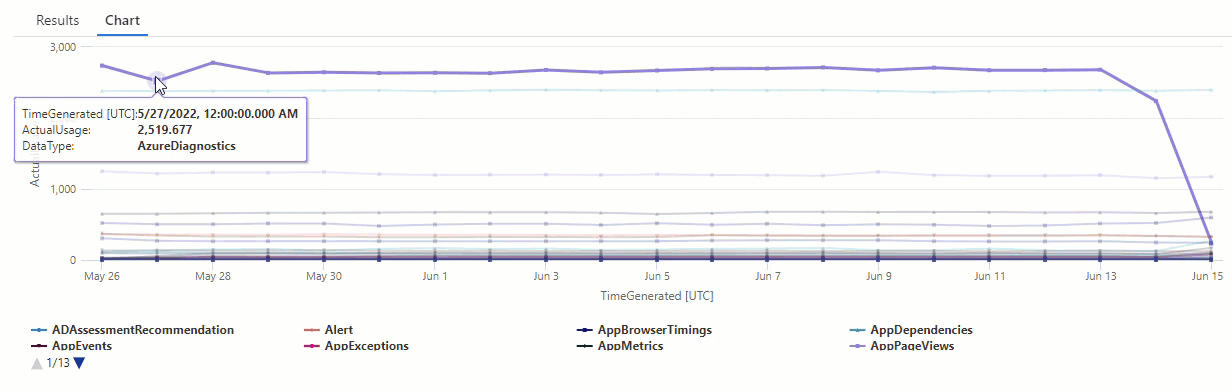 Results Chart
3,000
TimeGenerated [UTC]:5/27/2022, 12:00:00.000 AM
ActualUsage: 2,519.677
DataType: AzureDiagnostics
Actu
1,000
0
May 26 May 28 May 30 Jun 1 Jun 3 Jun 5 Jun 7 Jun 9 Jun 11 Jun 13 Jun 15
TimeGenerated [UTC]
ADAssessmentRecommendation Alert AppBrowserTimings AppDependencies
AppEvents AppExceptions AppMetrics AppPageViews
1/13